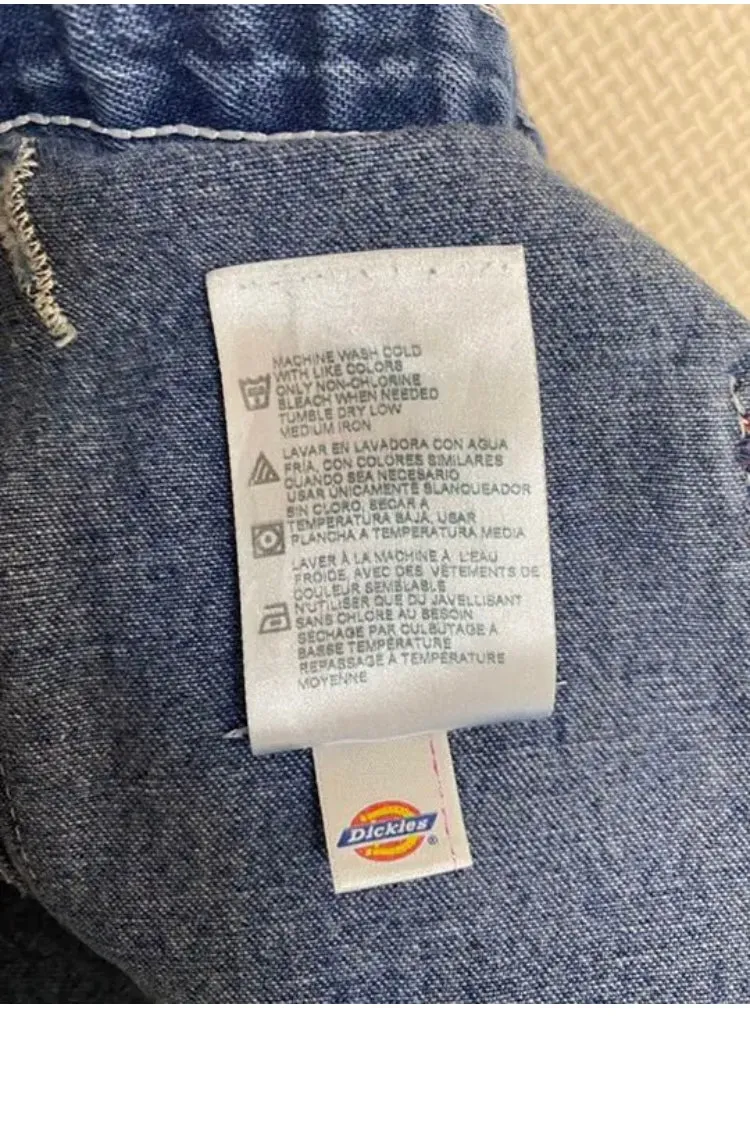 MACHINE WASH COLD
WITH LIKE COLORS
ONLY NON-CHLORINE
BLEACH WHEN NEEDED
TUMBLE DRY LOW
MEDIUM IRON
LAVAR EN LAVADORA CON AGUA
FRÍA, CON COLORES SIMILARES
CUANDO SEA NECESARIO
USAR ÚNICAMENTE BLANQUEADOR
SIN CLORO, SECAR A
TEMPERATURA BAJA, USAR
PLANCHA A TEMPERATURA MEDIA
LAVER À LA MACHINE À L'EAU
FROIDE, AVEC DES VÊTEMENTS DE
COULEUR SEMBLABLE
N'UTILISER QUE DU JAVELLISANT
SANS CHLORE AU BESOIN
SÉCHAGE PAR CULBUTAGE À
BASSE TEMPÉRATURE
REPASSAGE À TEMPÉRATURE
MOYENNE
Dickies®